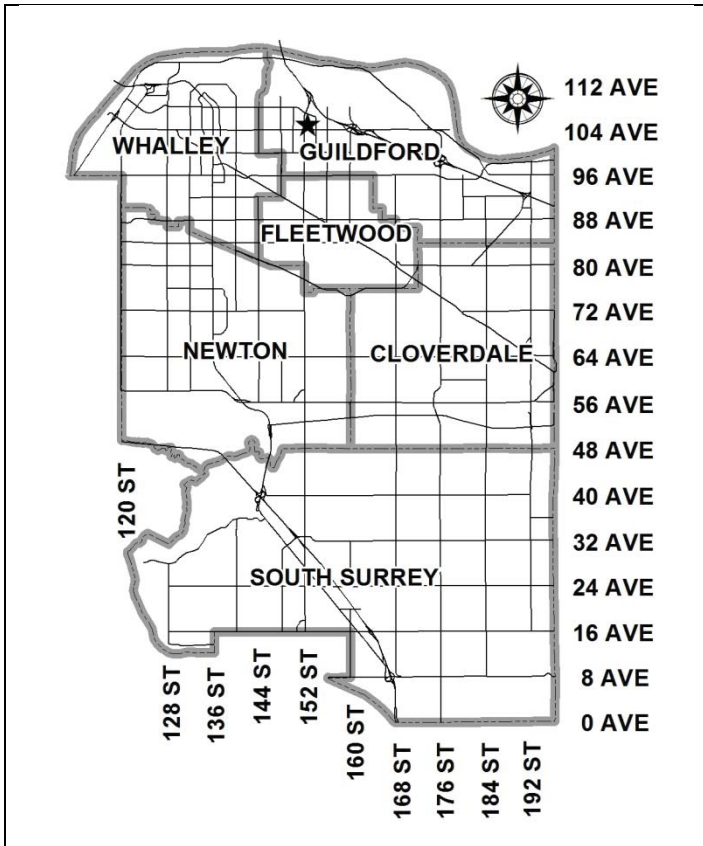 112 AVE
104 AVE
WHALLEY
GUILDFORD
96 AVE
88 AVE
FLEETWOOD
80 AVE
72 AVE
NEWTON
CLOVERDALE
64 AVE
56 AVE
48 AVE
120 ST
40 AVE
32 AVE
SOUTH SURREY
24 AVE
16 AVE
128 ST
136 ST
144 ST
152 ST
160 ST
8 AVE
0 AVE
168 ST
176 ST
184 ST
192 ST